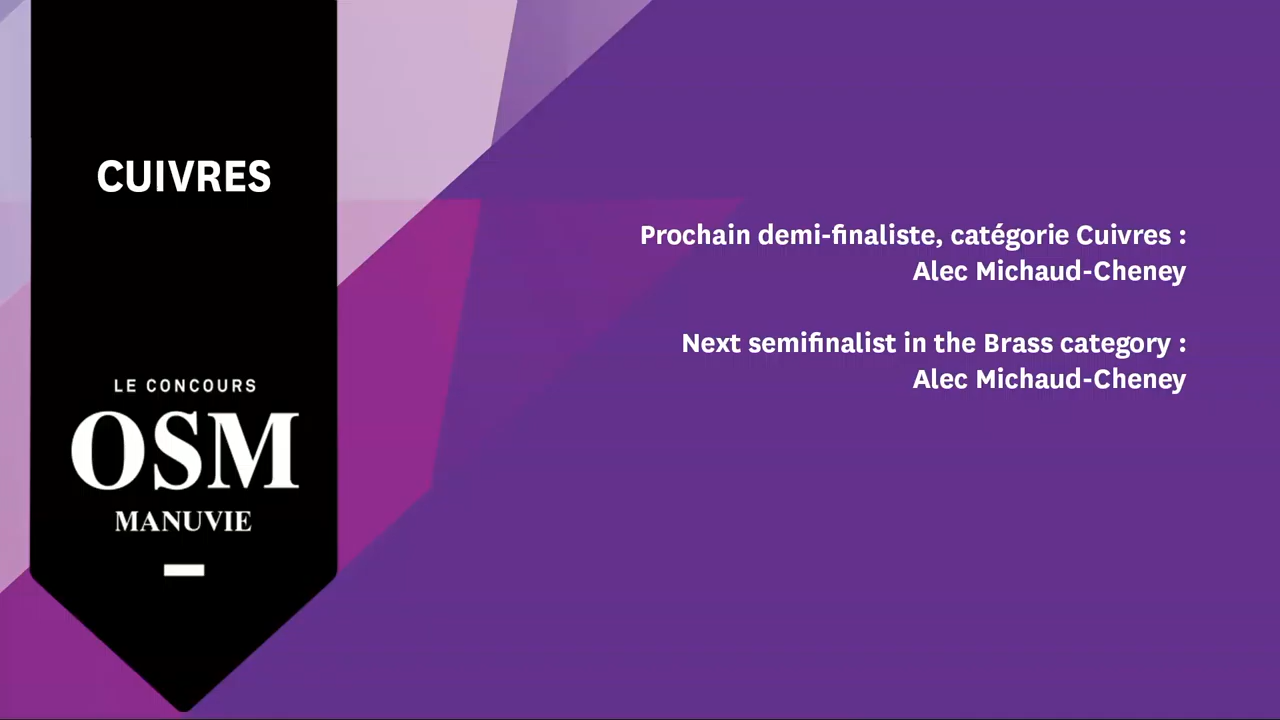 CUIVRES
LE CONCOURS
OSM
MANUVIE
Prochain demi-finaliste, catégorie Cuivres :
Alec Michaud-Cheney
Next semifinalist in the Brass category :
Alec Michaud-Cheney